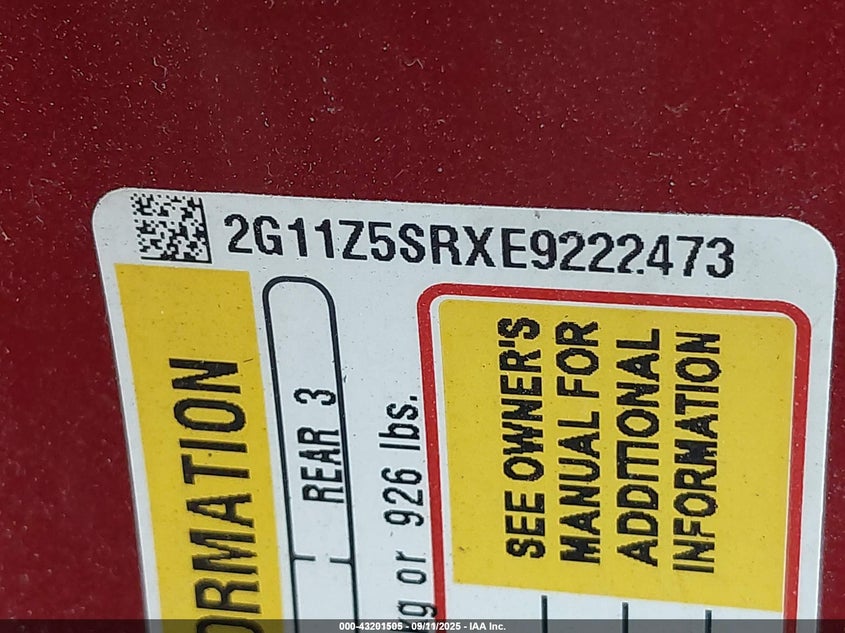 2G11Z5SRXE9222473
ORMATION
REAR 3
g or 926 lbs.
SEE OWNER'S
MANUAL FOR
ADDITIONAL
INFORMATION
000-43201505 - 09/11/2025 - IAA Inc.